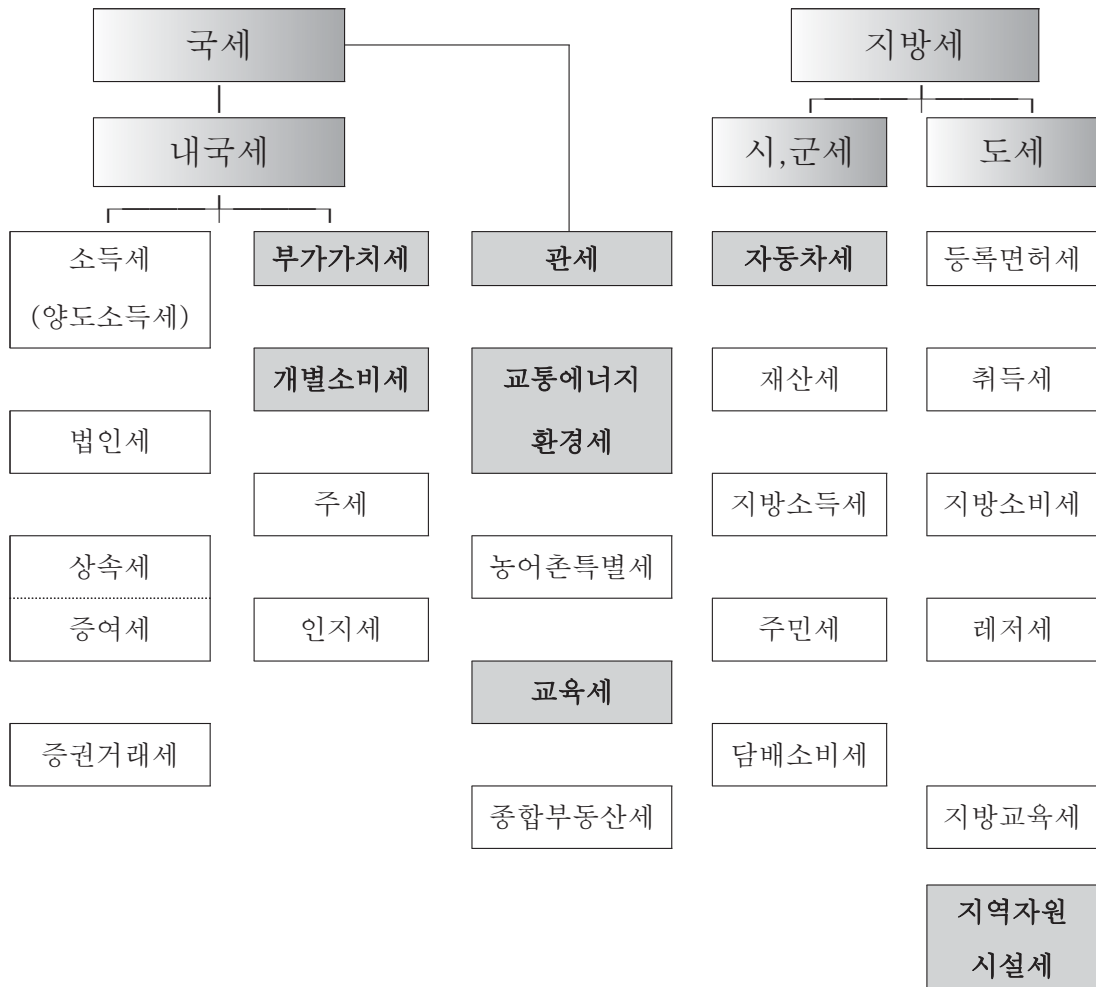 국세
지방세
내국세
시,군세
도세
소득세
(양도소득세)
부가가치세
관세
자동차세
등록면허세
개별소비세
교통에너지
환경세
재산세
취득세
법인세
주세
지방소득세
지방소비세
상속세
농어촌특별세
증여세
인지세
주민세
레저세
교육세
증권거래세
담배소비세
종합부동산세
지방교육세
지역자원
시설세